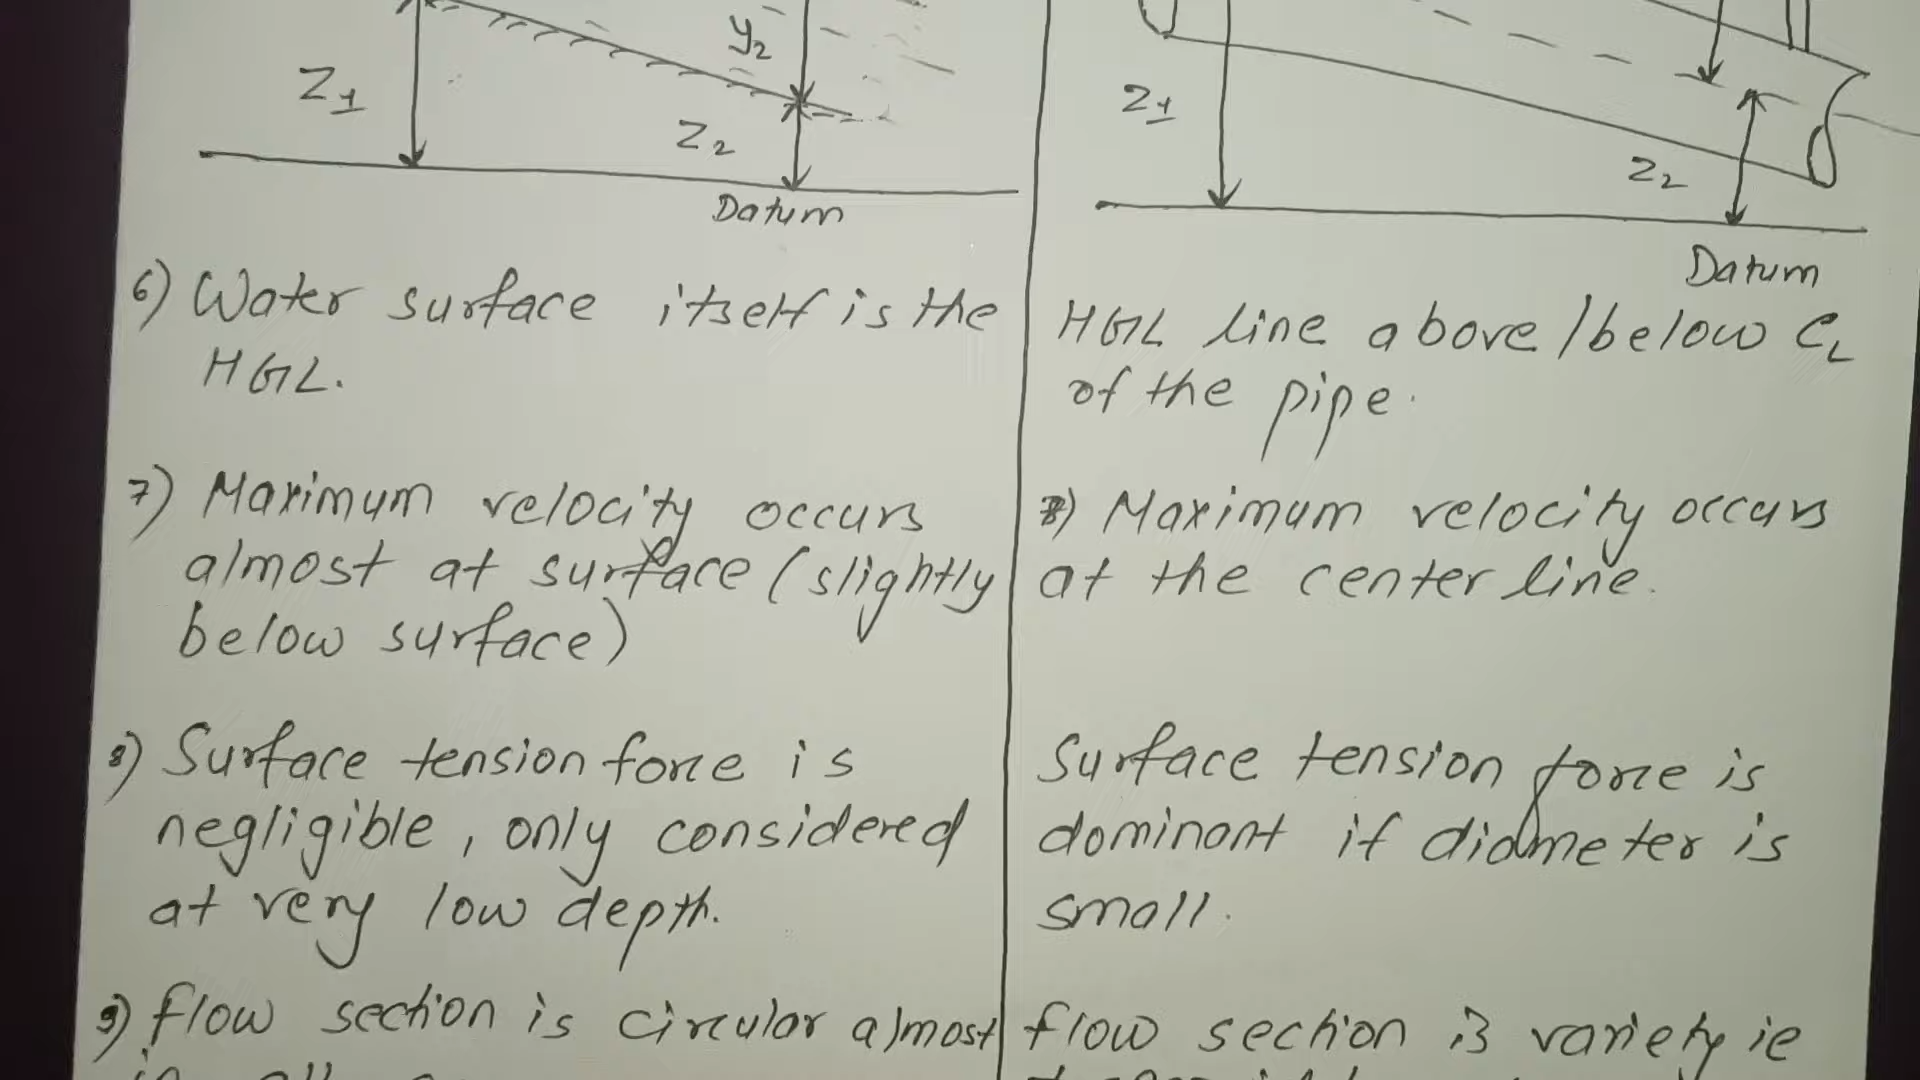 y2
Z1
Z2
Datum
Z1
Z2
Datum
6) Water surface itself is the
HGL.
HGL line above/below CL
of the pipe.
7) Maximum velocity occurs
almost at surface (slightly
below surface)
Maximum velocity occurs
at the center line.
8) Surface tension force is
negligible, only considered
at very low depth.
Surface tension force is
dominant if diameter is
small.
9) flow section is circular almost
flow section is variety ie